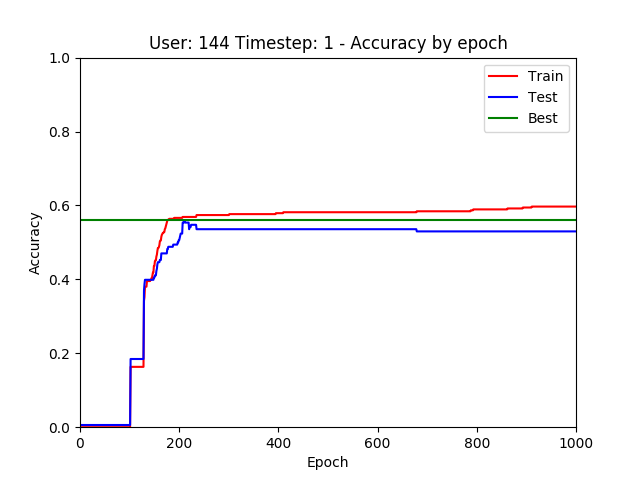 User: 144 Timestep: 1 - Accuracy by epoch
1.0
0.8
0.6
0.4
0.2
0.0
Accuracy
Train
Test
Best
0 200 400 600 800 1000
Epoch